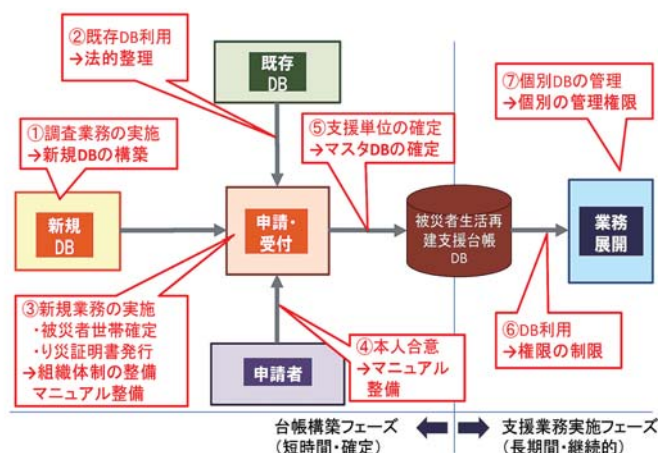 ②既存DB利用
→法的整理
既存
DB
⑦個別DBの管理
→個別の管理権限
①調査業務の実施
→新規DBの構築
⑤支援単位の確定
→マスタDBの確定
新規
DB
申請・
受付
被災者生活再
建支援台帳
DB
業務
展開
③新規業務の実施
・被災者世帯確定
・り災証明書発行
→組織体制の整備
マニュアル整備
④本人合意
→マニュアル
整備
⑥DB利用
→権限の制限
申請者
台帳構築フェーズ
(短時間・確定)
支援業務実施フェーズ
(長期間・継続的)